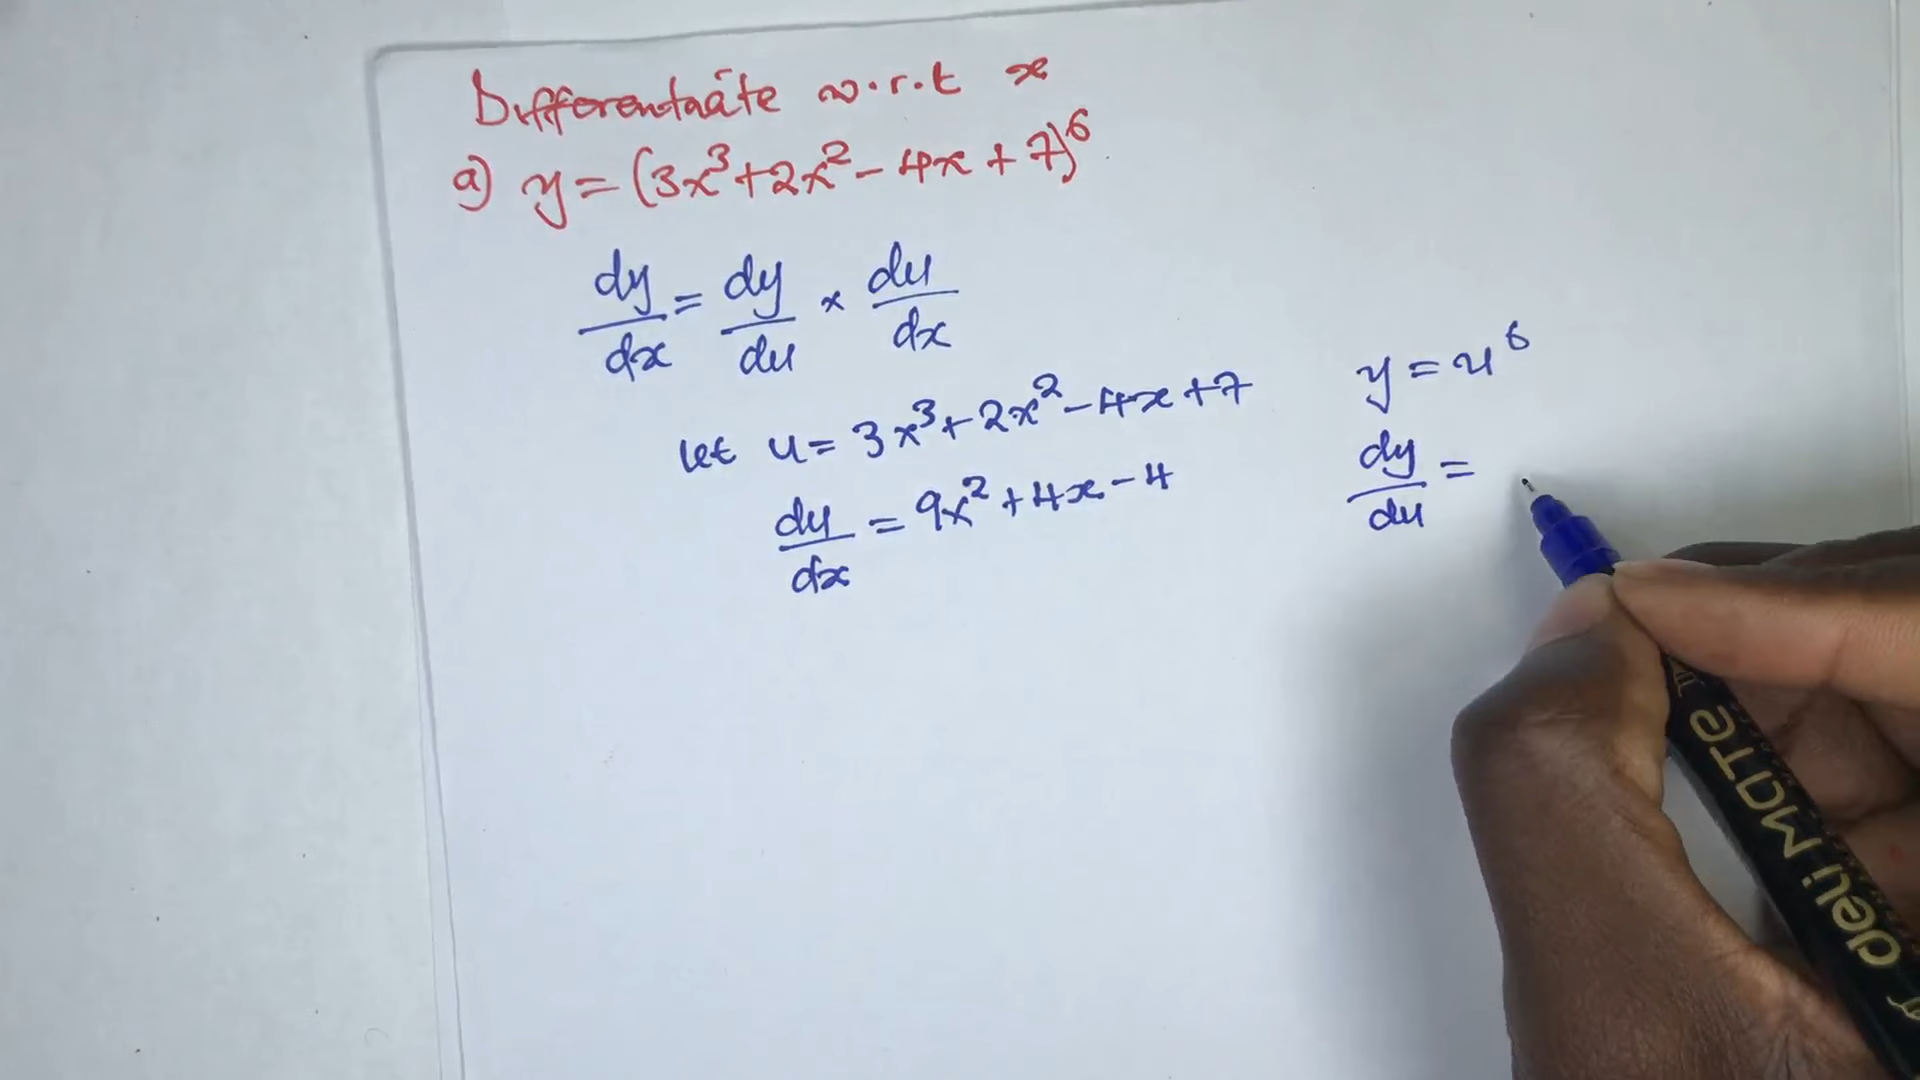 Differentiate w.r.t x
a) y = (3x³+2x²-4x+7)⁶
dy/dx = dy/du × du/dx
let u = 3x³+2x²-4x+7
du/dx = 9x²+4x-4
y = u⁶
dy/du =
deli MATE